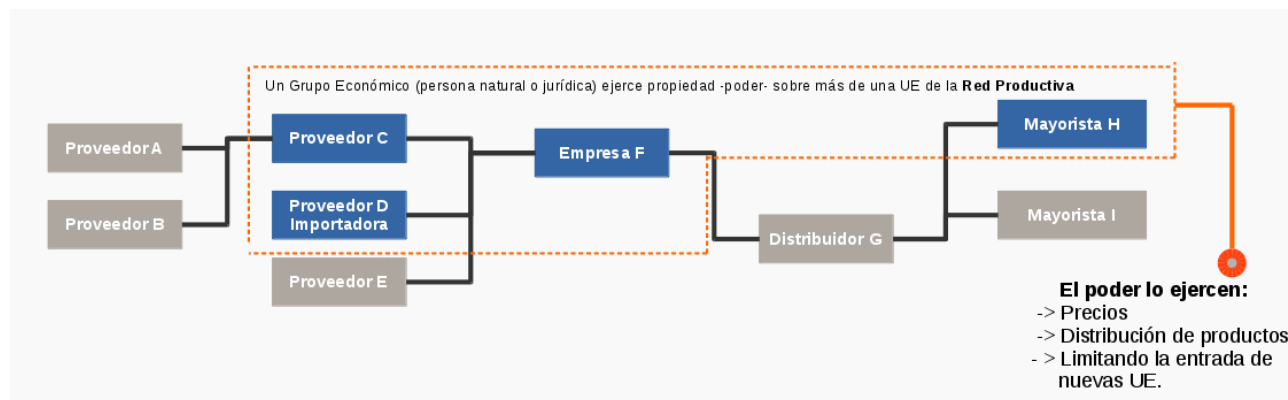 Un Grupo Económico (persona natural o jurídica) ejerce propiedad -poder- sobre más de una UE de la Red Productiva
Proveedor A
Proveedor B
Proveedor C
Proveedor D
Importadora
Proveedor E
Empresa F
Distribuidor G
Mayorista H
Mayorista I
El poder lo ejercen:
-> Precios
-> Distribución de productos
- > Limitando la entrada de
nuevas UE.